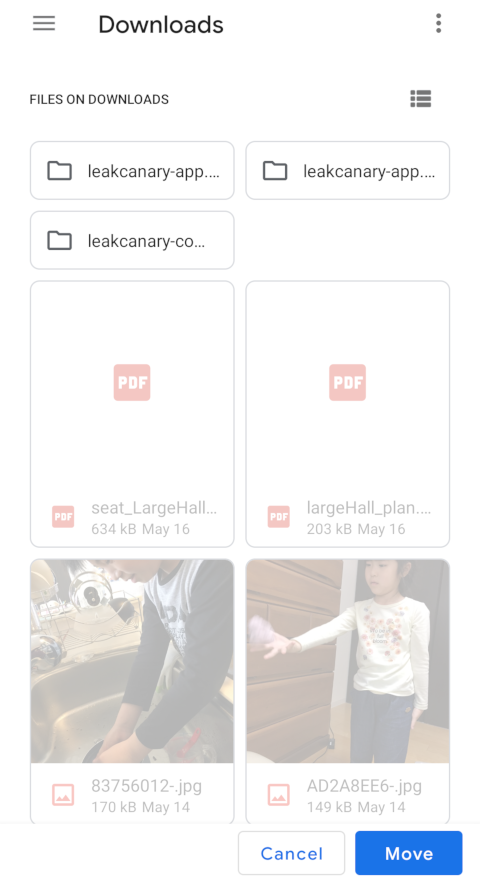 Downloads
FILES ON DOWNLOADS
leakcanary-app.... leakcanary-app....
leakcanary-co...
PDF PDF
PDF seat_LargeHall... PDF largeHall_plan....
634 kB May 16 203 kB May 16
83756012-.jpg AD2A8EE6-.jpg
170 kB May 14 149 kB May 14
Cancel Move